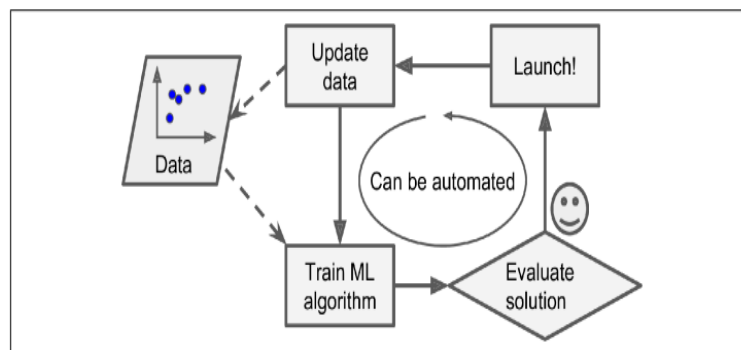 Update
data
Launch!
Data
Can be automated
Train ML
algorithm
Evaluate
solution